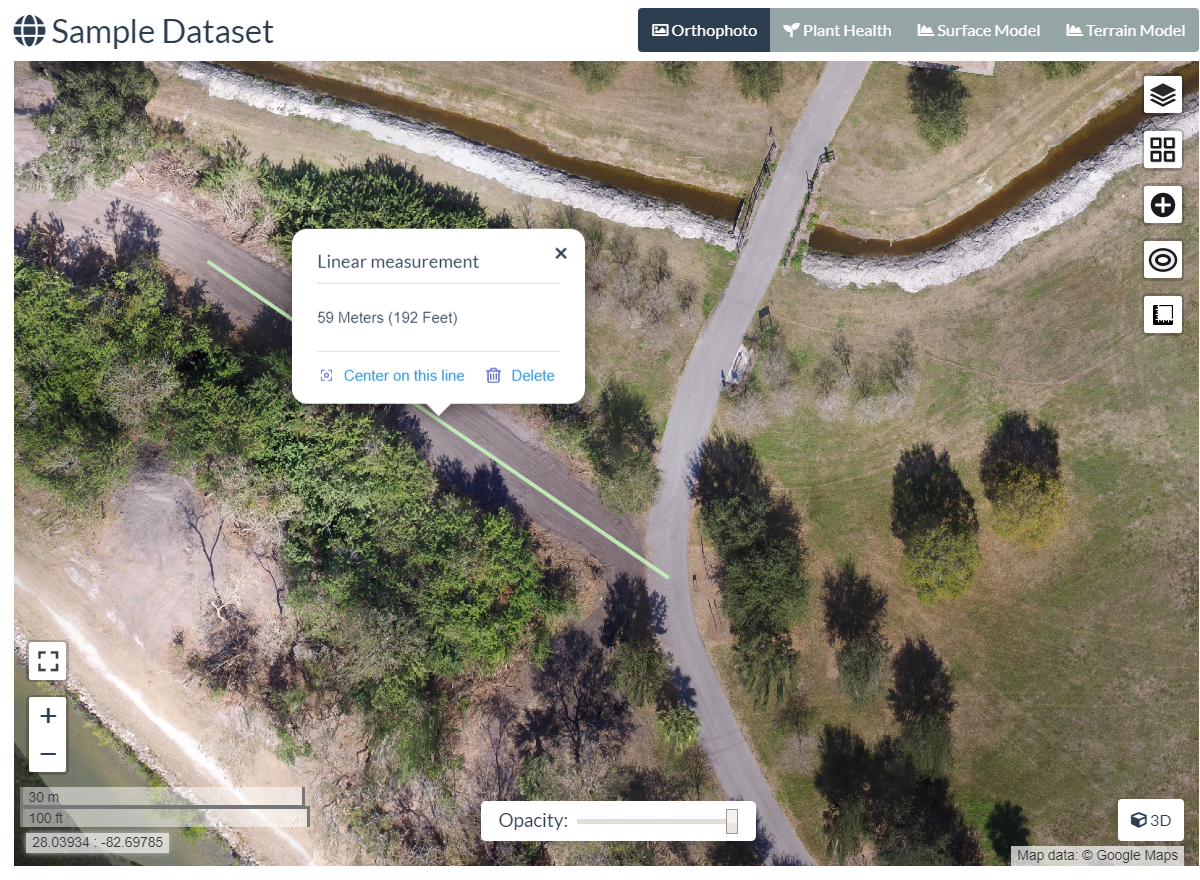 Sample Dataset
Orthophoto
Plant Health
Surface Model
Terrain Model
Linear measurement
59 Meters (192 Feet)
Center on this line
Delete
+
−
30 m
100 ft
28.03934 : -82.69785
Opacity:
3D
Map data: © Google Maps